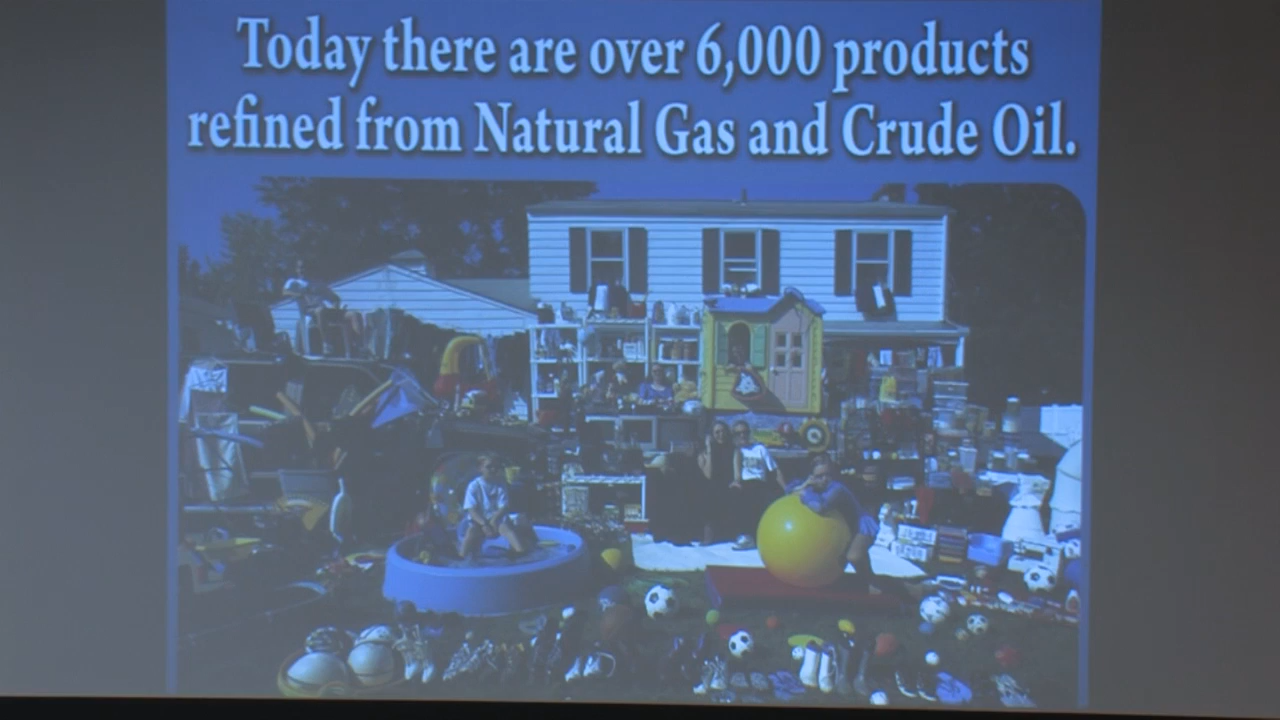 Today there are over 6,000 products
refined from Natural Gas and Crude Oil.